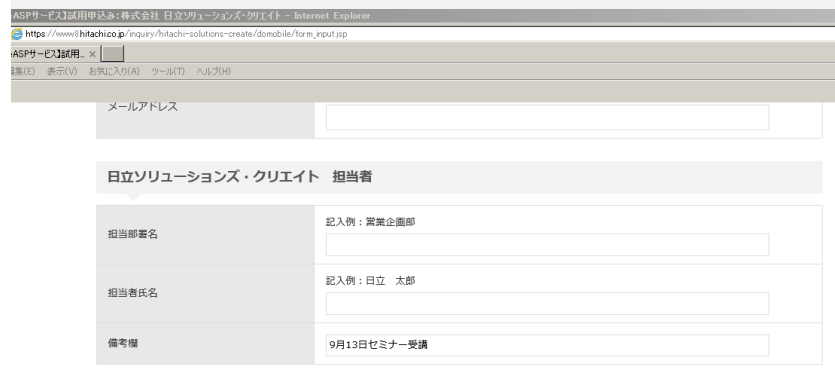 ASPサービス】試用申込み：株式会社 日立ソリューションズ・クリエイト - Internet Explorer
https://www8.hitachi.co.jp/inquiry/hitachi-solutions-create/domobile/form_input.jsp
ASPサービス】試用... ×
編集(E) 表示(V) お気に入り(A) ツール(T) ヘルプ(H)
メールアドレス
日立ソリューションズ・クリエイト 担当者
担当部署名
記入例：営業企画部
担当者氏名
記入例：日立 太郎
備考欄
9月13日セミナー受講